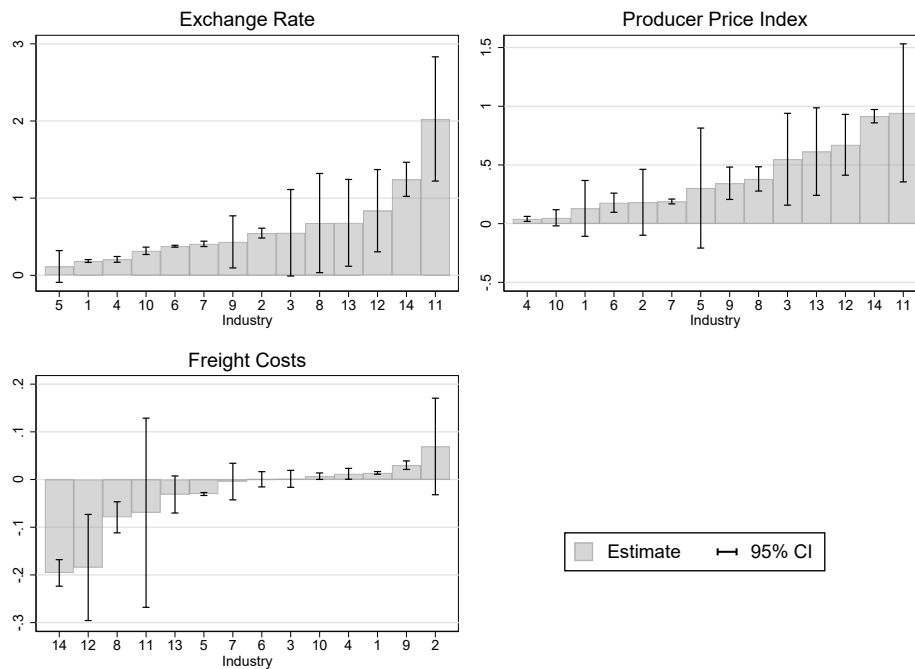 Exchange Rate
3
2
1
0
5 1 4 10 6 7 9 2 3 8 13 12 14 11
Industry
Producer Price Index
1.5
1
.5
0
-.5
4 10 1 6 2 7 5 9 8 3 13 12 14 11
Industry
Freight Costs
.2
.1
0
-.1
-.2
-.3
14 12 8 11 13 5 7 6 3 10 4 1 9 2
Industry
Estimate 95% CI